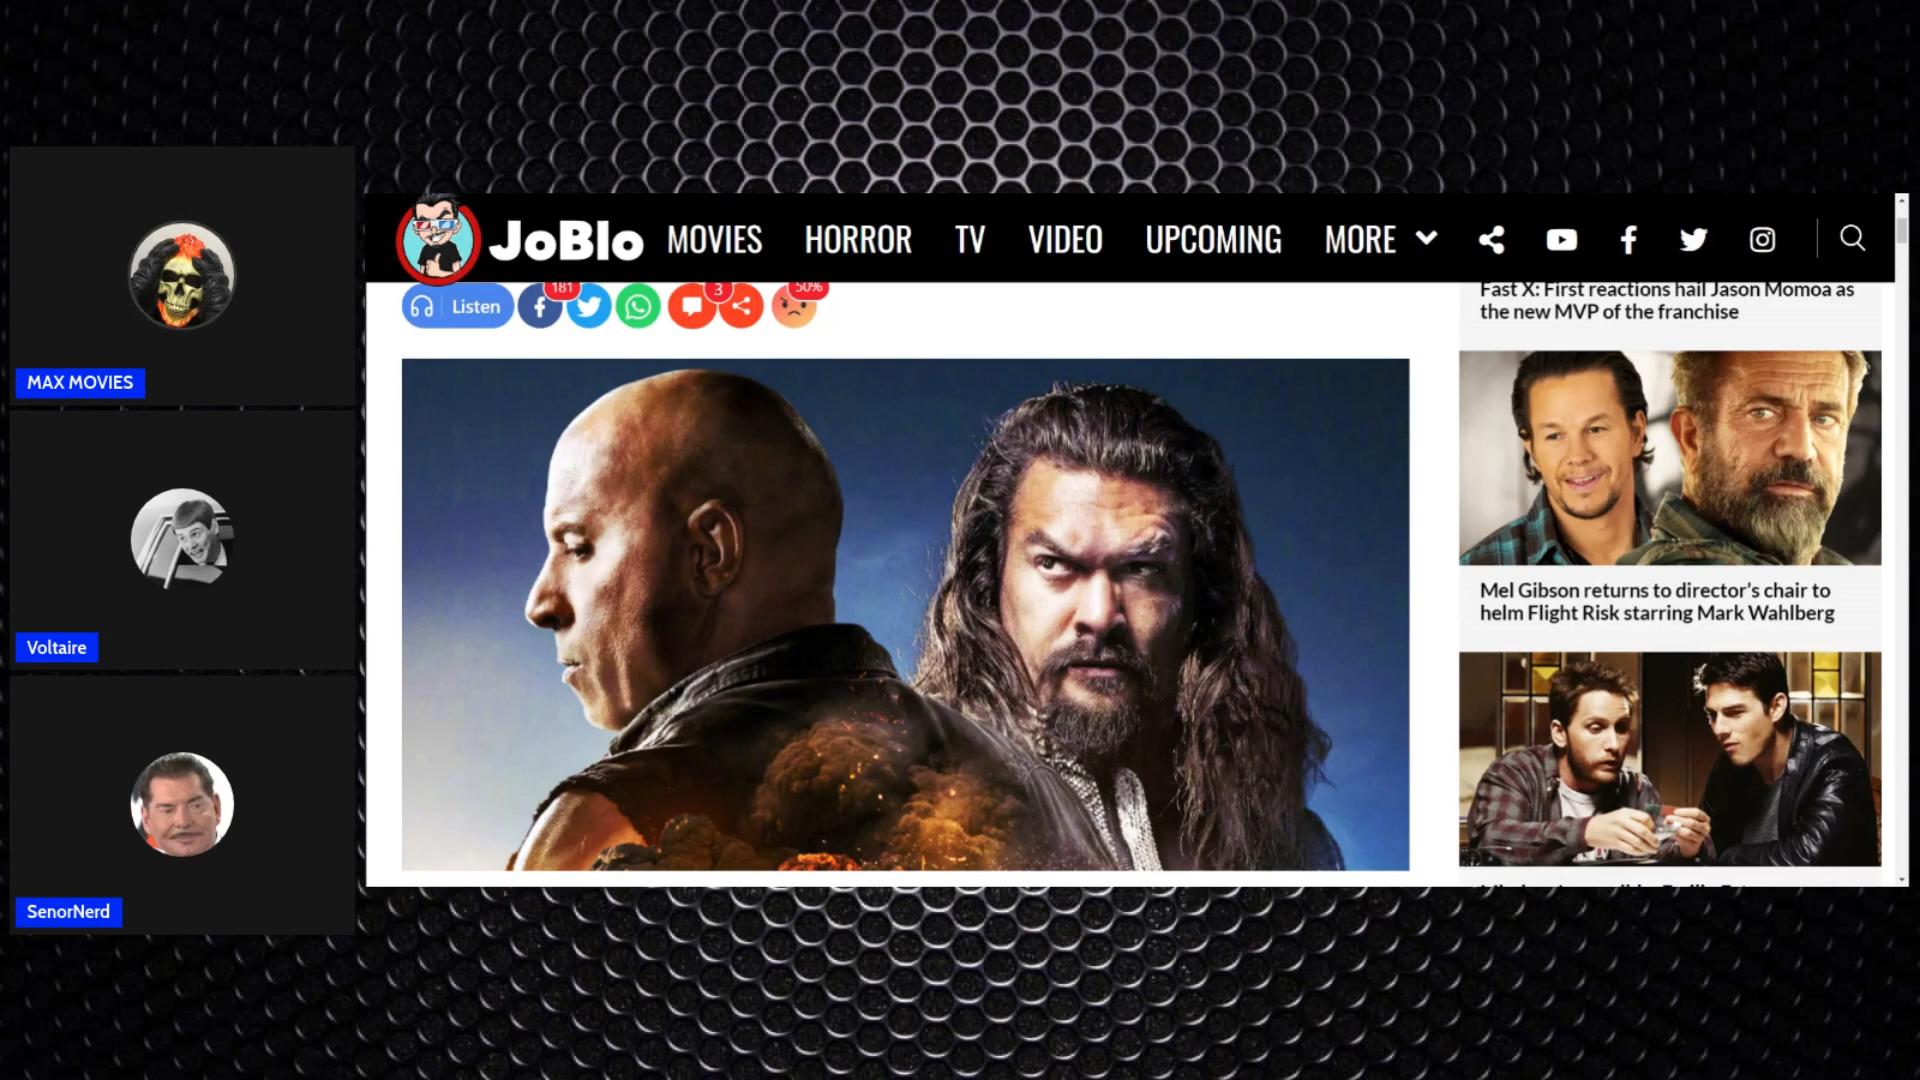 MAX MOVIES
Voltaire
SenorNerd
JoBlo MOVIES HORROR TV VIDEO UPCOMING MORE
Listen 181 3 50%
Fast X: First reactions hail Jason Momoa as
the new MVP of the franchise
Mel Gibson returns to director's chair to
helm Flight Risk starring Mark Wahlberg